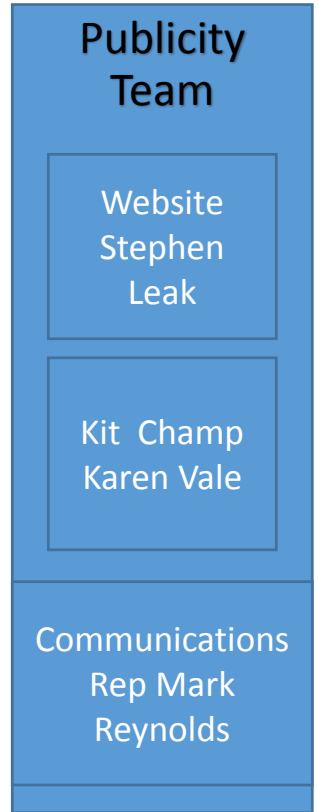 Publicity
Team
Website
Stephen
Leak
Kit  Champ
Karen Vale
Communications
Rep Mark
Reynolds